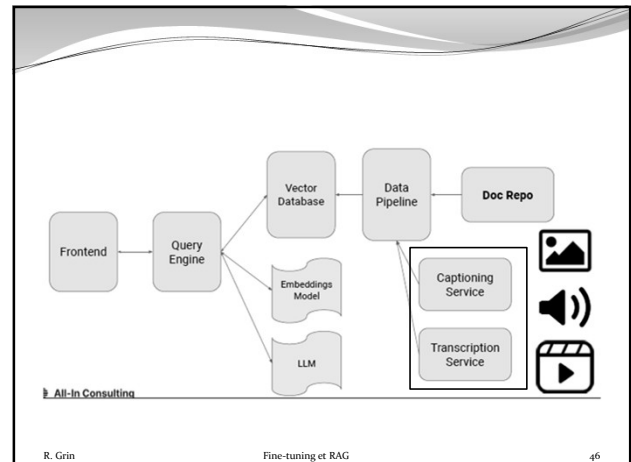 Frontend
Query
Engine
Vector
Database
Embeddings
Model
LLM
Data
Pipeline
Doc Repo
Captioning
Service
Transcription
Service
All-In Consulting
R. Grin
Fine-tuning et RAG
46